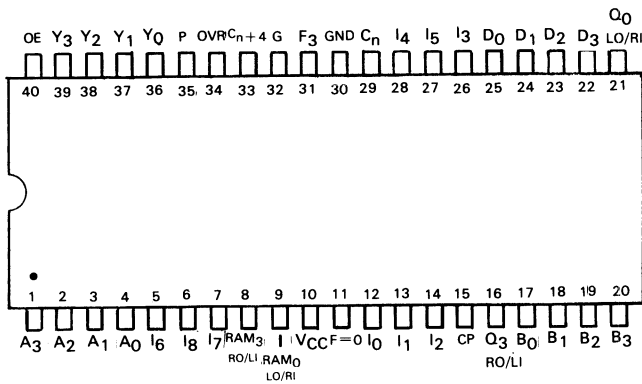 OE Y3 Y2 Y1 Y0 P OVR Cn+4 G F3 GND Cn I4 I5 I3 D0 D1 D2 D3 Q0
LO/RI
40 39 38 37 36 35 34 33 32 31 30 29 28 27 26 25 24 23 22 21
1 2 3 4 5 6 7 8 9 10 11 12 13 14 15 16 17 18 19 20
A3 A2 A1 A0 I6 I8 I7 RAM3 RAM0 VCC F=0 I0 I1 I2 CP Q3 B0 B1 B2 B3
RO/LI LO/RI RO/LI